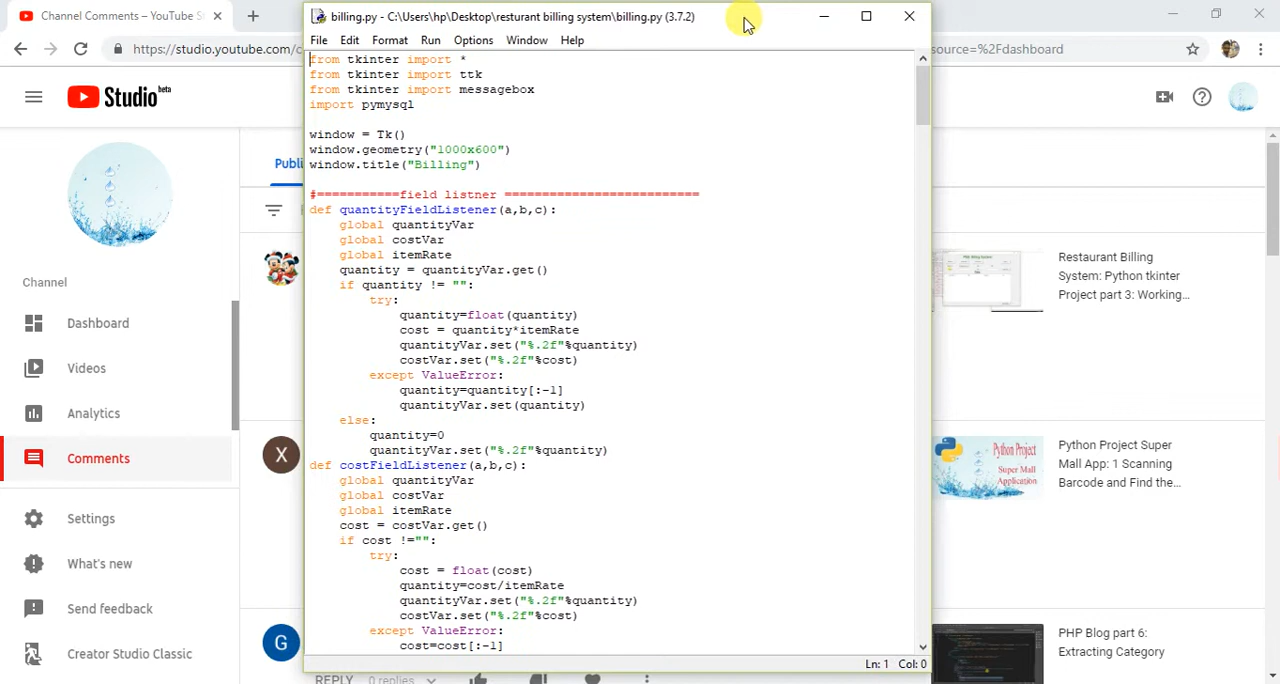 Channel Comments – YouTube S
https://studio.youtube.com/c
source=%2Fdashboard
Studio beta
Channel
Dashboard
Videos
Analytics
Comments
Settings
What's new
Send feedback
Creator Studio Classic
Publi
X
G
billing.py - C:\Users\hp\Desktop\resturant billing system\billing.py (3.7.2)
File Edit Format Run Options Window Help
from tkinter import *
from tkinter import ttk
from tkinter import messagebox
import pymysql
window = Tk()
window.geometry("1000x600")
window.title("Billing")
#===========field listner ==========================
def quantityFieldListener(a,b,c):
    global quantityVar
    global costVar
    global itemRate
    quantity = quantityVar.get()
    if quantity != "":
        try:
            quantity=float(quantity)
            cost = quantity*itemRate
            quantityVar.set("%.2f"%quantity)
            costVar.set("%.2f"%cost)
        except ValueError:
            quantity=quantity[:-1]
            quantityVar.set(quantity)
    else:
        quantity=0
        quantityVar.set("%.2f"%quantity)
def costFieldListener(a,b,c):
    global quantityVar
    global costVar
    global itemRate
    cost = costVar.get()
    if cost !="":
        try:
            cost = float(cost)
            quantity=cost/itemRate
            quantityVar.set("%.2f"%quantity)
            costVar.set("%.2f"%cost)
        except ValueError:
            cost=cost[:-1]
Ln: 1 Col: 0
REPLY 0 replies
Restaurant Billing
System: Python tkinter
Project part 3: Working...
Python Project
Super Mall
Application
Python Project Super
Mall App: 1 Scanning
Barcode and Find the...
PHP Blog part 6:
Extracting Category